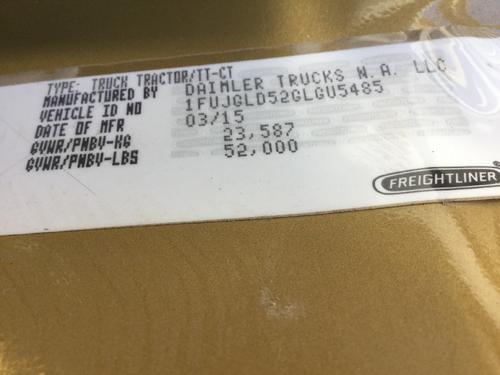 TYPE: TRUCK TRACTOR/TT-CT
MANUFACTURED BY DAIMLER TRUCKS N.A. LLC
VEHICLE ID NO 1FUJGLD52GLGU5485
DATE OF MFR 03/15
GVWR/PNBV-KG 23,587
GVWR/PNBV-LBS 52,000
FREIGHTLINER